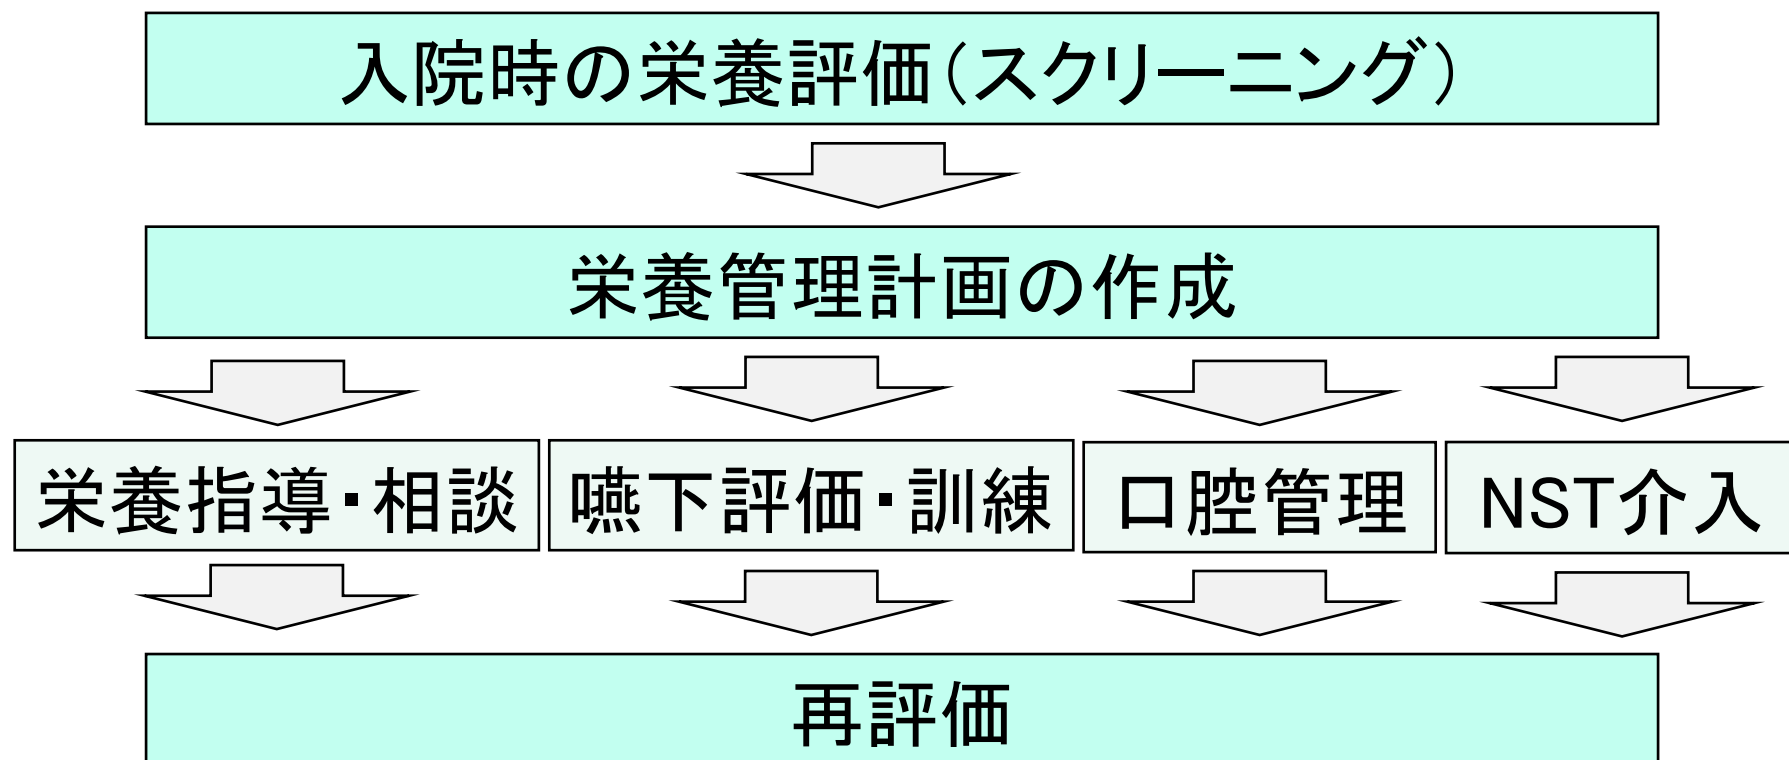 入院時の栄養評価（スクリーニング）
栄養管理計画の作成
栄養指導・相談
嚥下評価・訓練
口腔管理
NST介入
再評価